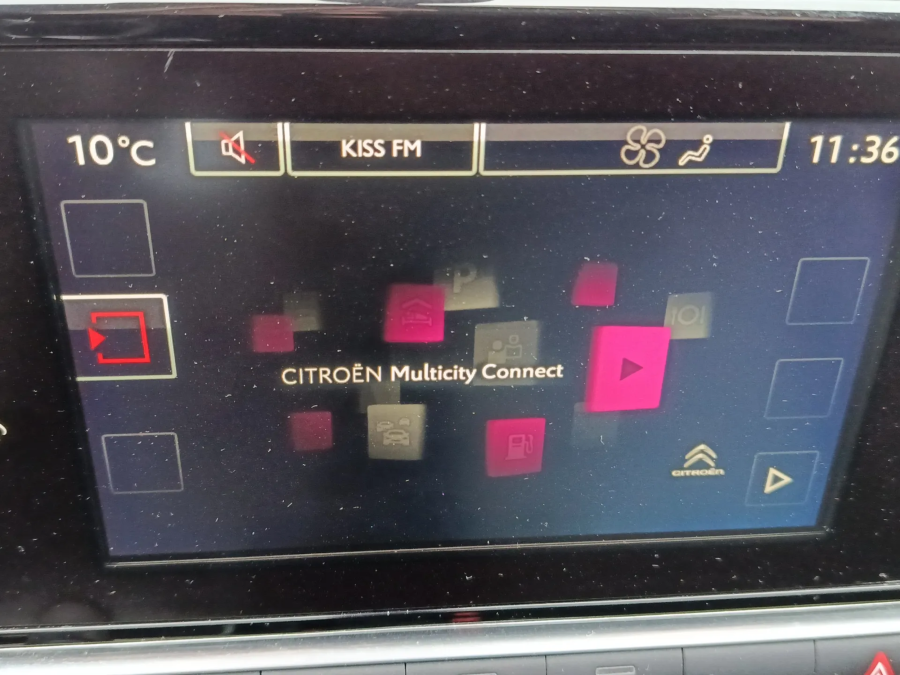 10°C
KISS FM
11:36
P
CITROËN Multicity Connect
CITROËN